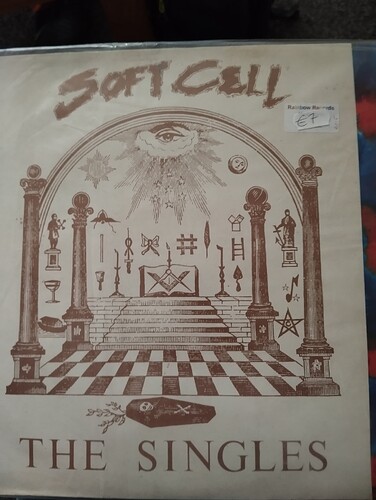 SOFT CELL
Rainbow Records
€7
THE SINGLES